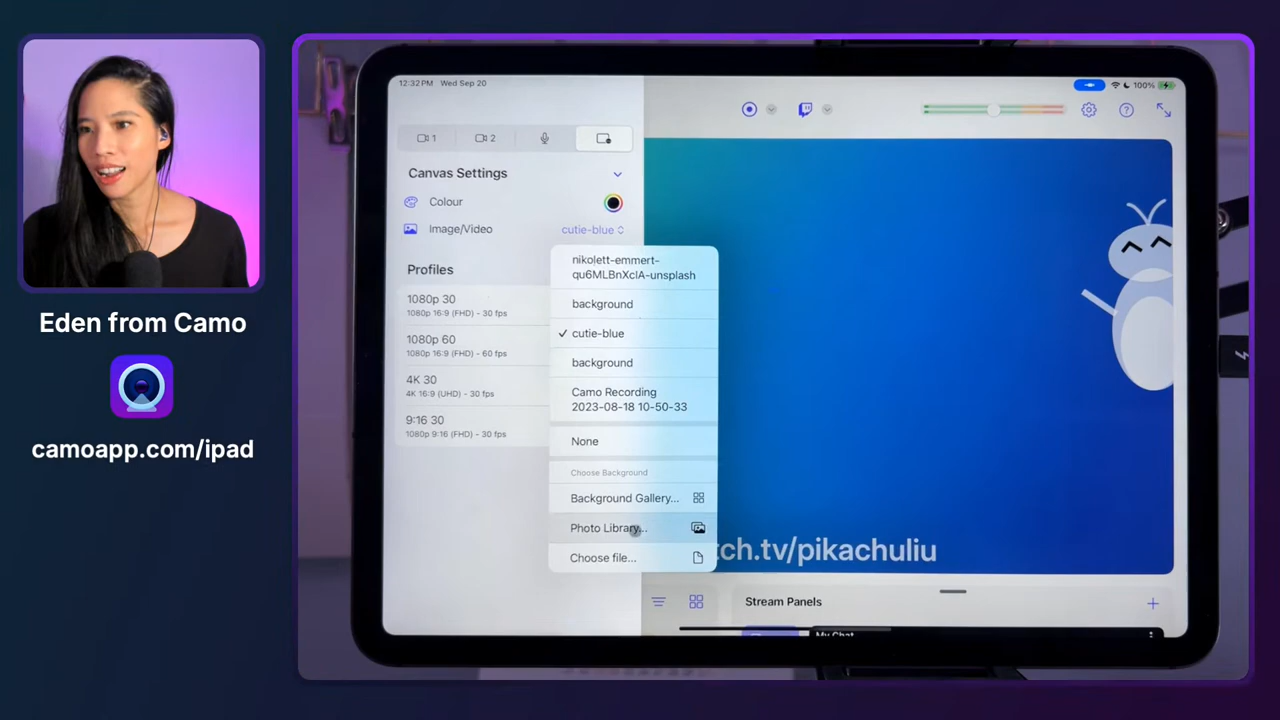 12:32 PM Wed Sep 20
100%
1
2
Canvas Settings
Colour
Image/Video
cutie-blue
Profiles
1080p 30
1080p 16:9 (FHD) - 30 fps
1080p 60
1080p 16:9 (FHD) - 60 fps
4K 30
4K 16:9 (UHD) - 30 fps
9:16 30
1080p 9:16 (FHD) - 30 fps
nikolett-emmert-
qu6MLBnXclA-unsplash
background
cutie-blue
background
Camo Recording
2023-08-18 10-50-33
None
Choose Background
Background Gallery...
Photo Library...
Choose file...
tch.tv/pikachuliu
Stream Panels
My Chat
Eden from Camo
camoapp.com/ipad